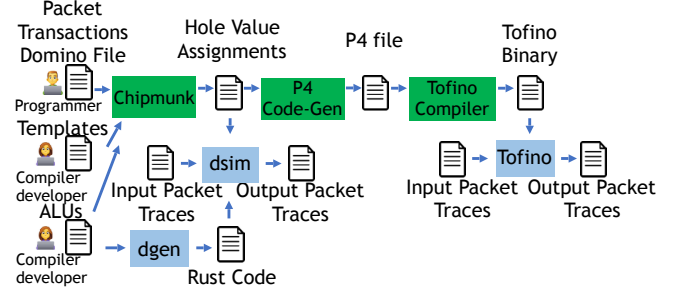 Packet
Transactions
Domino File
Hole Value
Assignments
P4 file
Tofino
Binary
Programmer
Chipmunk
P4
Code-Gen
Tofino
Compiler
Templates
Compiler
developer
dsim
Input Packet
Traces
Output Packet
Traces
Tofino
Input Packet
Traces
Output Packet
Traces
ALUs
Compiler
developer
dgen
Rust Code